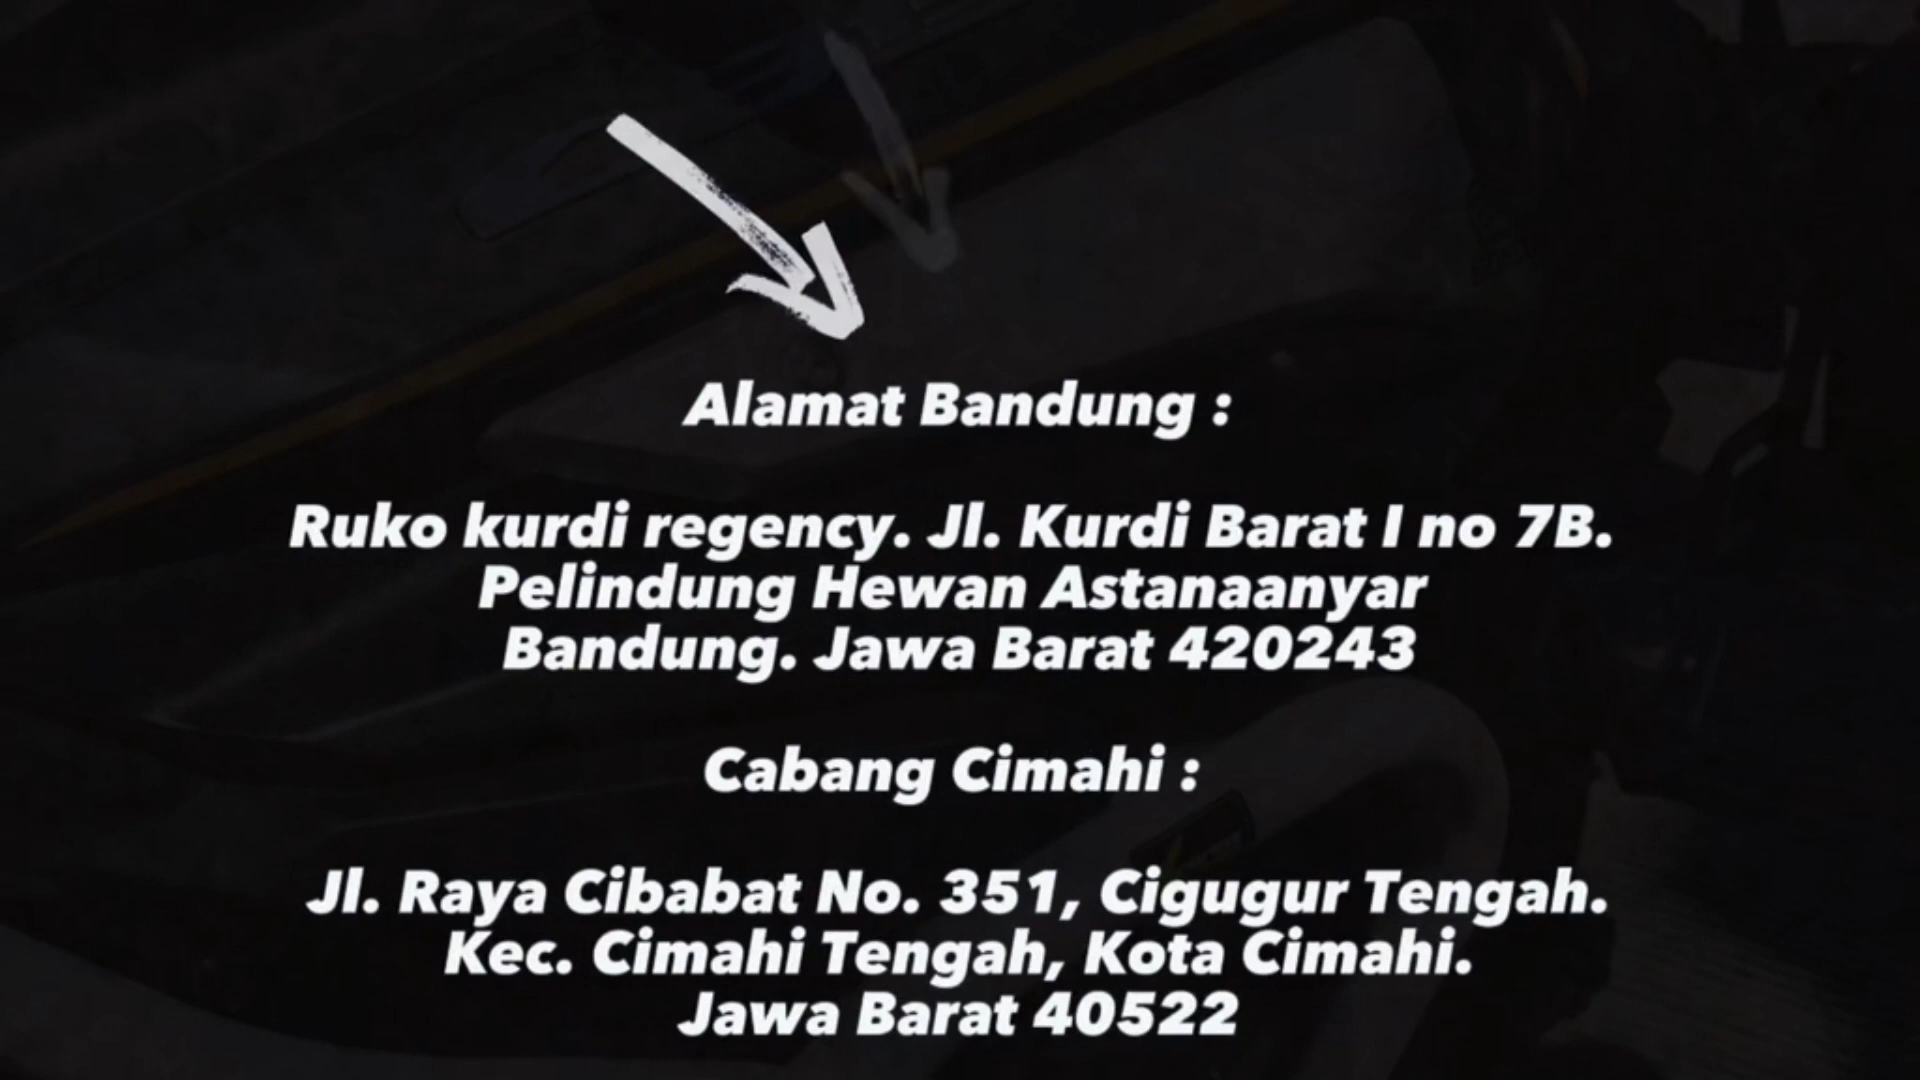 Alamat Bandung :
Ruko kurdi regency. Jl. Kurdi Barat I no 7B.
Pelindung Hewan Astanaanyar
Bandung. Jawa Barat 420243
Cabang Cimahi :
Jl. Raya Cibabat No. 351, Cigugur Tengah.
Kec. Cimahi Tengah, Kota Cimahi.
Jawa Barat 40522